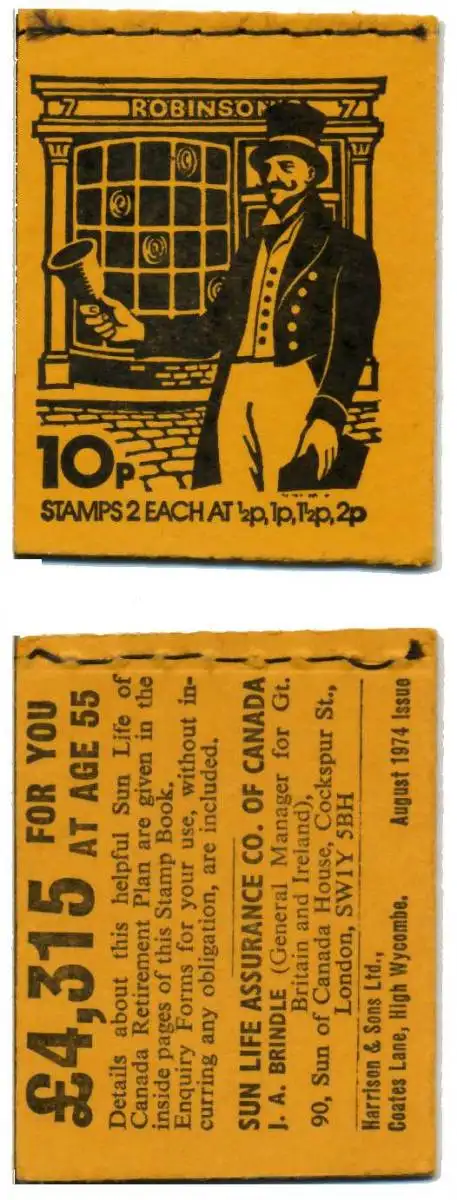 7 ROBINSON'S 7
10P
STAMPS 2 EACH AT ½p, 1p, 1½p, 2p
£4,315 FOR YOU
AT AGE 55
Details about this helpful Sun Life of
Canada Retirement Plan are given in the
inside pages of this Stamp Book.
Enquiry Forms for your use, without in-
curring any obligation, are included.
SUN LIFE ASSURANCE CO. OF CANADA
J. A. BRINDLE (General Manager for Gt.
Britain and Ireland),
90, Sun of Canada House, Cockspur St.,
London, SW1Y 5BH
Harrison & Sons Ltd.,
Coates Lane, High Wycombe. August 1974 Issue